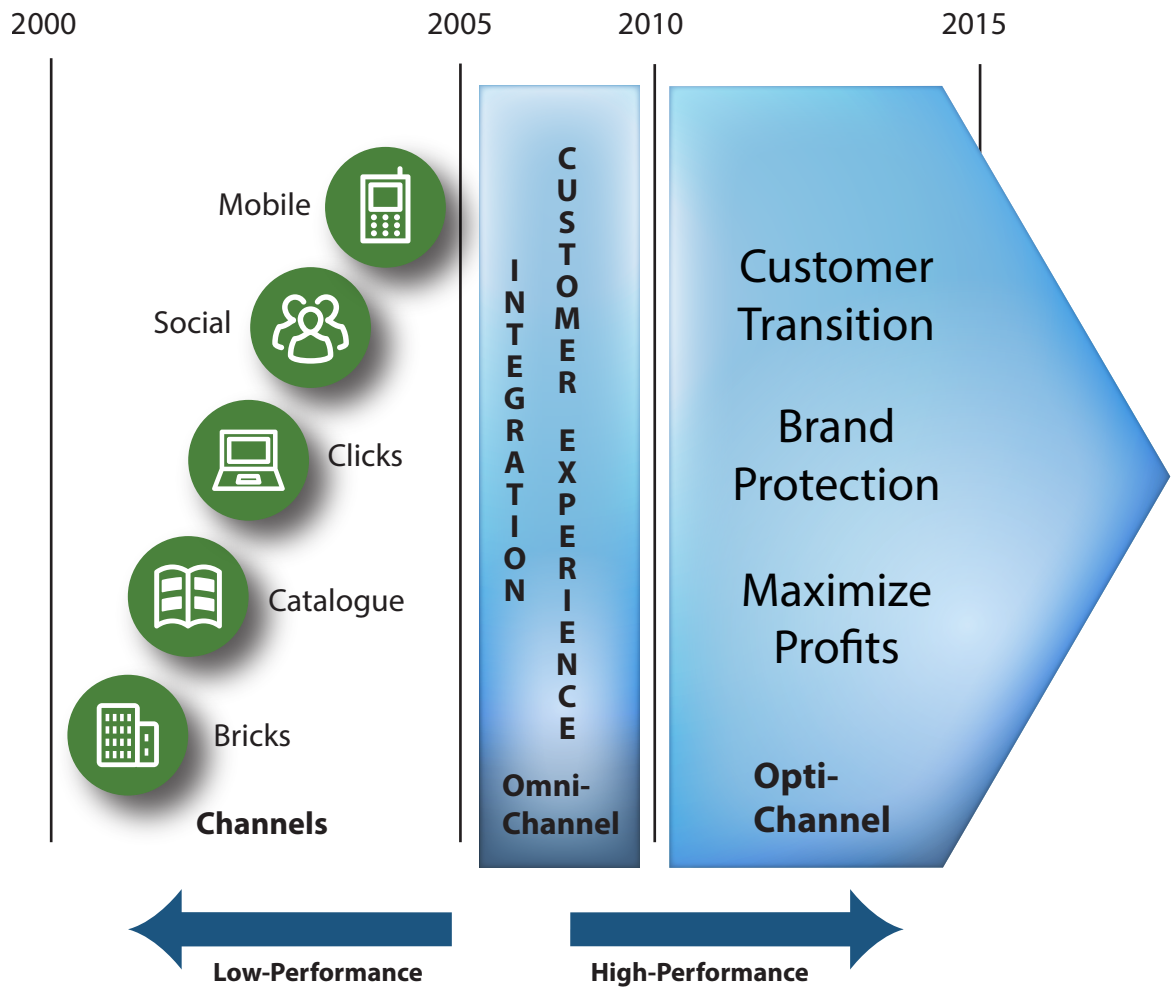 2000
2005
2010
2015
Mobile
Social
Clicks
Catalogue
Bricks
Channels
INTEGRATION
CUSTOMER EXPERIENCE
Omni-
Channel
Customer
Transition
Brand
Protection
Maximize
Profits
Opti-
Channel
Low-Performance
High-Performance